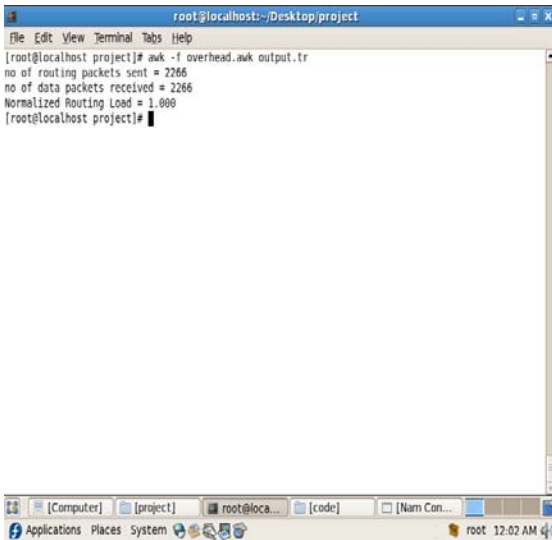 root@localhost:~/Desktop/project
File Edit View Terminal Tabs Help
[root@localhost project]# awk -f overhead.awk output.tr
no of routing packets sent = 2266
no of data packets received = 2266
Normalized Routing Load = 1.000
[root@localhost project]#
[Computer] [project] root@loca... [code] [Nam Con...
Applications Places System root 12:02 AM